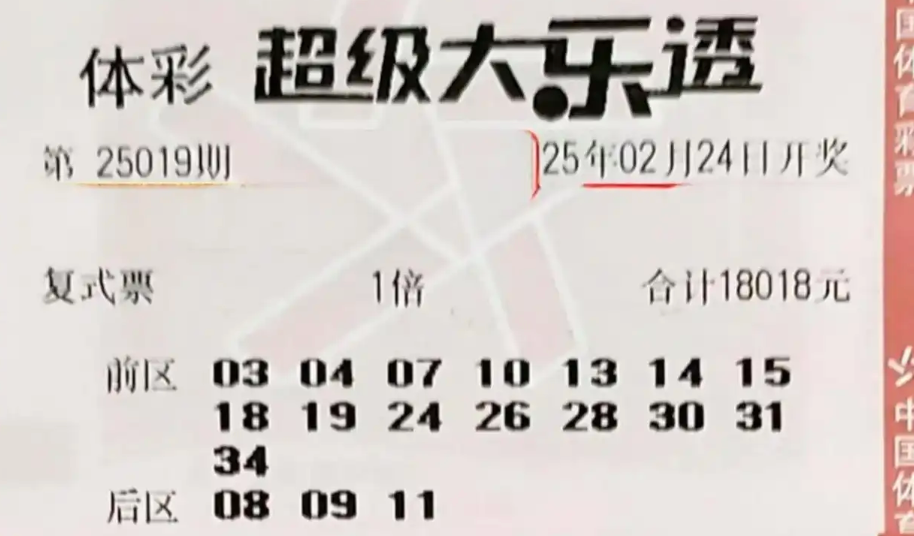 体彩 超级大乐透
第 25019期 25年02月24日开奖
复式票 1倍 合计18018元
前区 03 04 07 10 13 14 15
18 19 24 26 28 30 31
34
后区 08 09 11
国体育彩票
中国体育